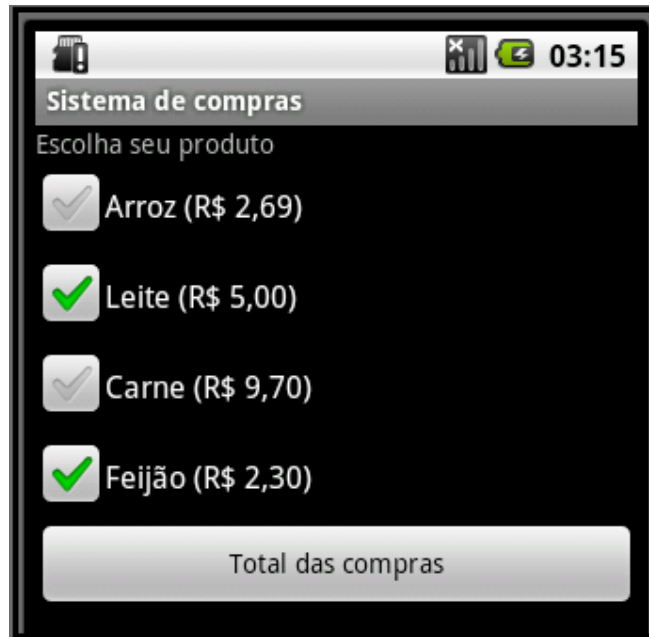 03:15
Sistema de compras
Escolha seu produto
Arroz (R$ 2,69)
Leite (R$ 5,00)
Carne (R$ 9,70)
Feijão (R$ 2,30)
Total das compras